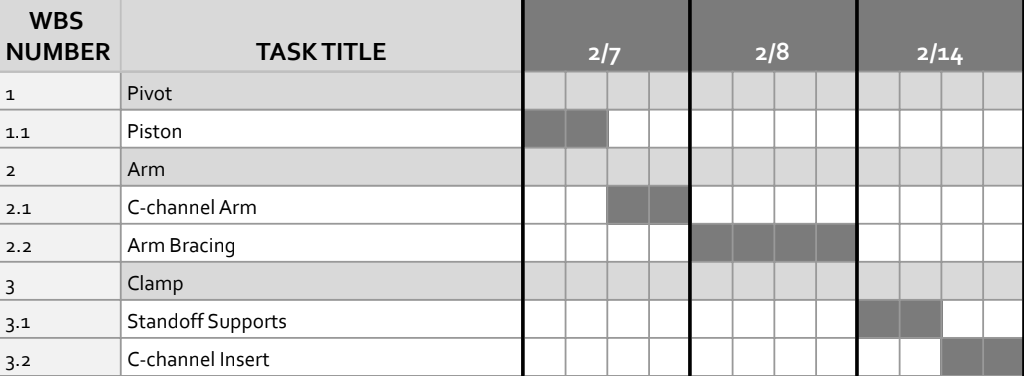 WBS
NUMBER TASK TITLE 2/7 2/8 2/14
1 Pivot
1.1 Piston
2 Arm
2.1 C-channel Arm
2.2 Arm Bracing
3 Clamp
3.1 Standoff Supports
3.2 C-channel Insert